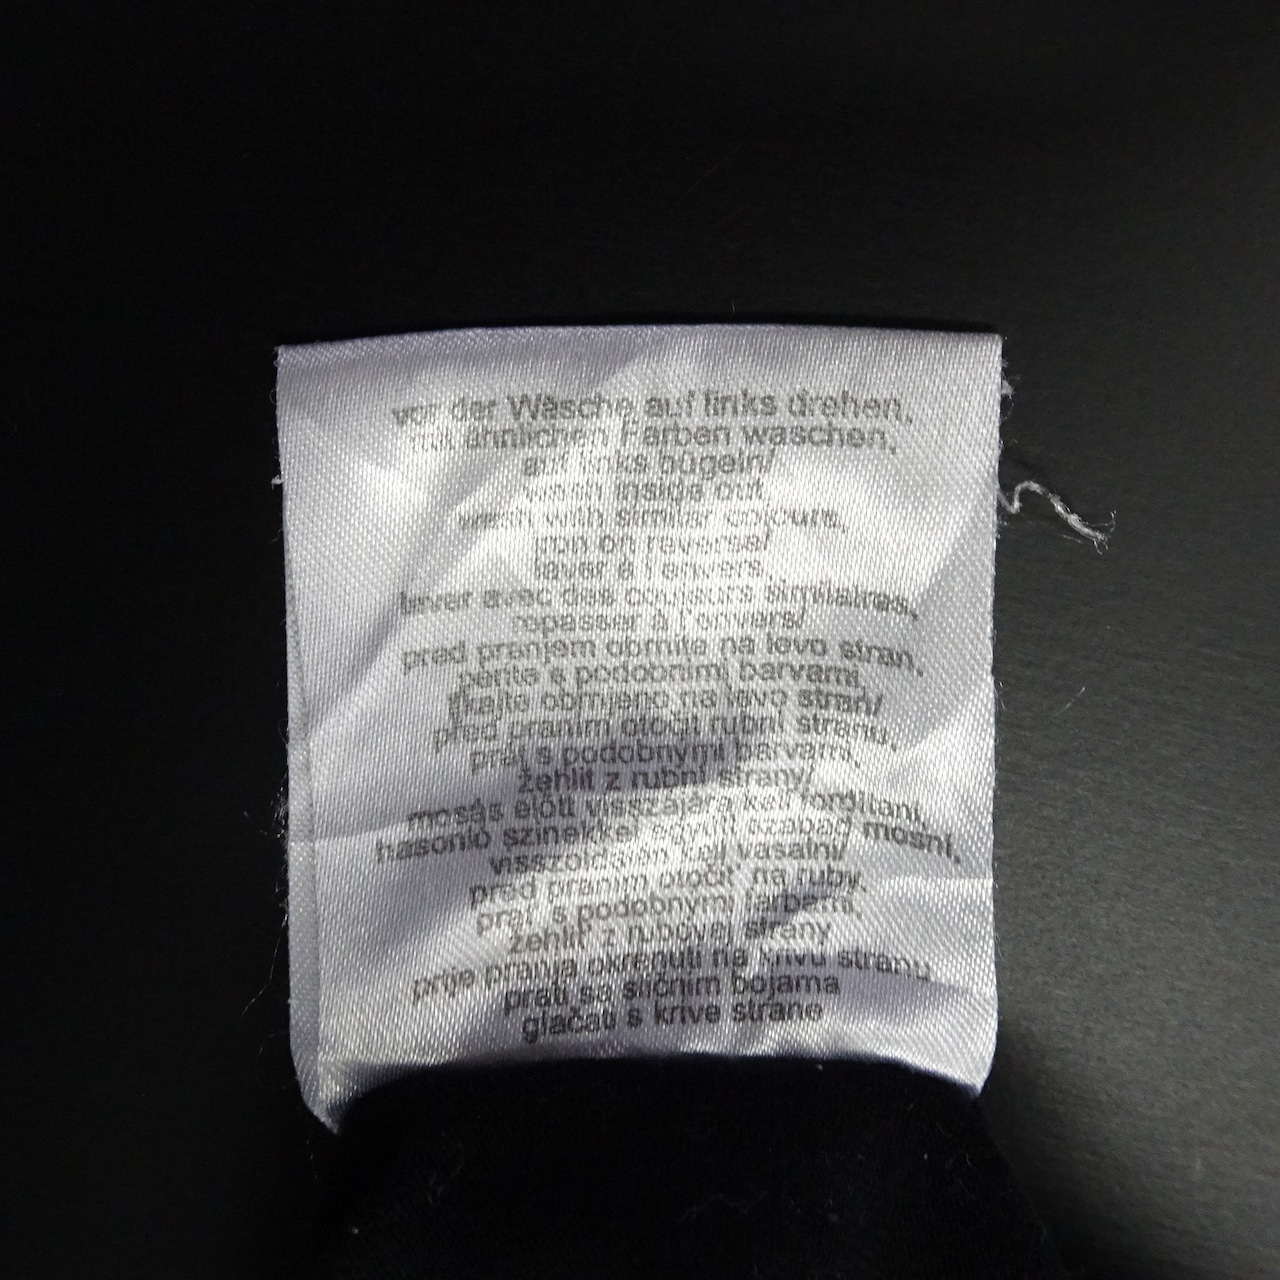 vor der Wäsche auf links drehen,
mit ähnlichen Farben waschen,
auf links bügeln/
wash inside out
wash with similar colours,
iron on reverse/
laver à l'envers,
laver avec des couleurs similaires,
repasser à l'envers/
pred pranjem obrnite na levo stran,
perite s podobnimi barvami,
likajte obrnjeno na levo stran/
před praním otočit rubní stranu,
prát s podobnými barvami,
žehlit z rubní strany/
mosás előtt visszájára kell fordítani,
hasonló színekkel együtt szabad mosni,
kell vasalni/
pred praním otočiť na ruby,
prať s podobnými farbami,
žehliť z rubovej strany
prije pranja okrenuti na krivu stranu
prati sa sličnim bojama
glačati s krive strane